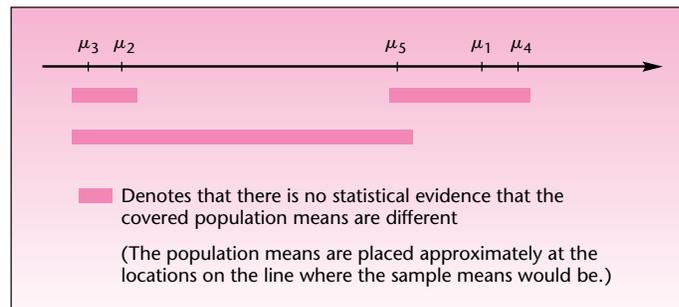 μ3 μ2 μ5 μ1 μ4
Denotes that there is no statistical evidence that the
covered population means are different
(The population means are placed approximately at the
locations on the line where the sample means would be.)